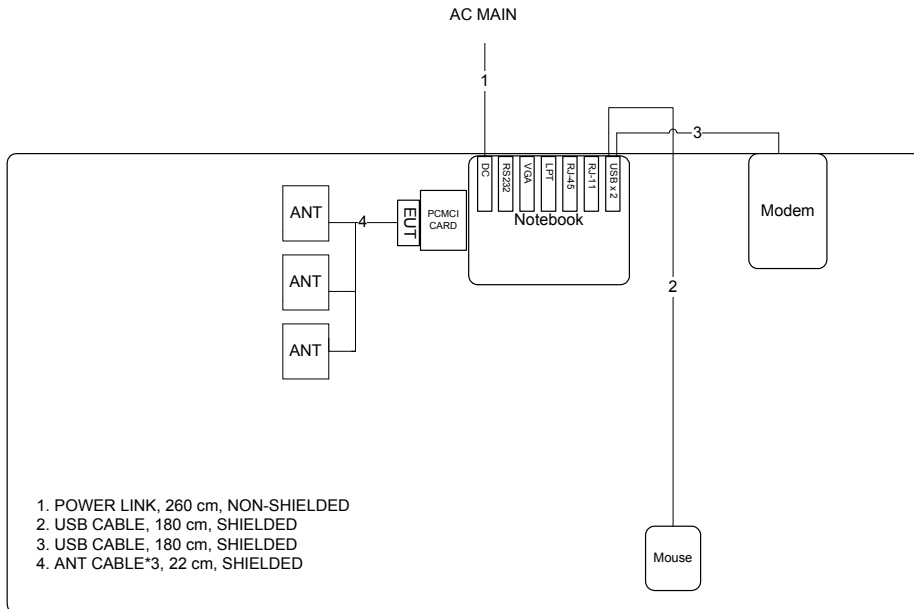 AC MAIN
1
3
DC
RS232
VGA
LPT
RJ-45
RJ-11
USB x 2
Notebook
Modem
ANT
4
EUT
PCMCI
CARD
ANT
2
ANT
Mouse
1. POWER LINK, 260 cm, NON-SHIELDED
2. USB CABLE, 180 cm, SHIELDED
3. USB CABLE, 180 cm, SHIELDED
4. ANT CABLE*3, 22 cm, SHIELDED